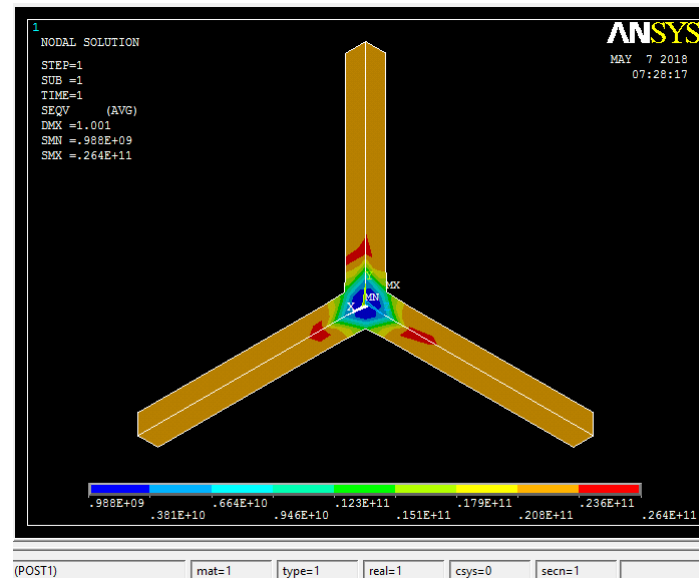 1
NODAL SOLUTION
STEP=1
SUB =1
TIME=1
SEQV (AVG)
DMX =1.001
SMN =.988E+09
SMX =.264E+11
ANSYS
MAY 7 2018
07:28:17
Y
MX
MN
X
.988E+09 .664E+10 .123E+11 .179E+11 .236E+11
.381E+10 .946E+10 .151E+11 .208E+11 .264E+11
(POST1) mat=1 type=1 real=1 csys=0 secn=1